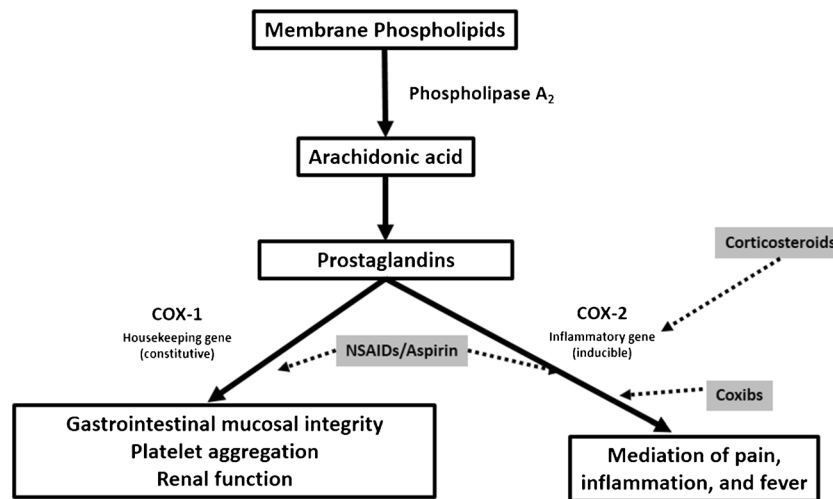 Membrane Phospholipids
Phospholipase A₂
Arachidonic acid
Prostaglandins
Corticosteroids
COX-1
Housekeeping gene
(constitutive)
COX-2
Inflammatory gene
(inducible)
NSAIDs/Aspirin
Coxibs
Gastrointestinal mucosal integrity
Platelet aggregation
Renal function
Mediation of pain,
inflammation, and fever